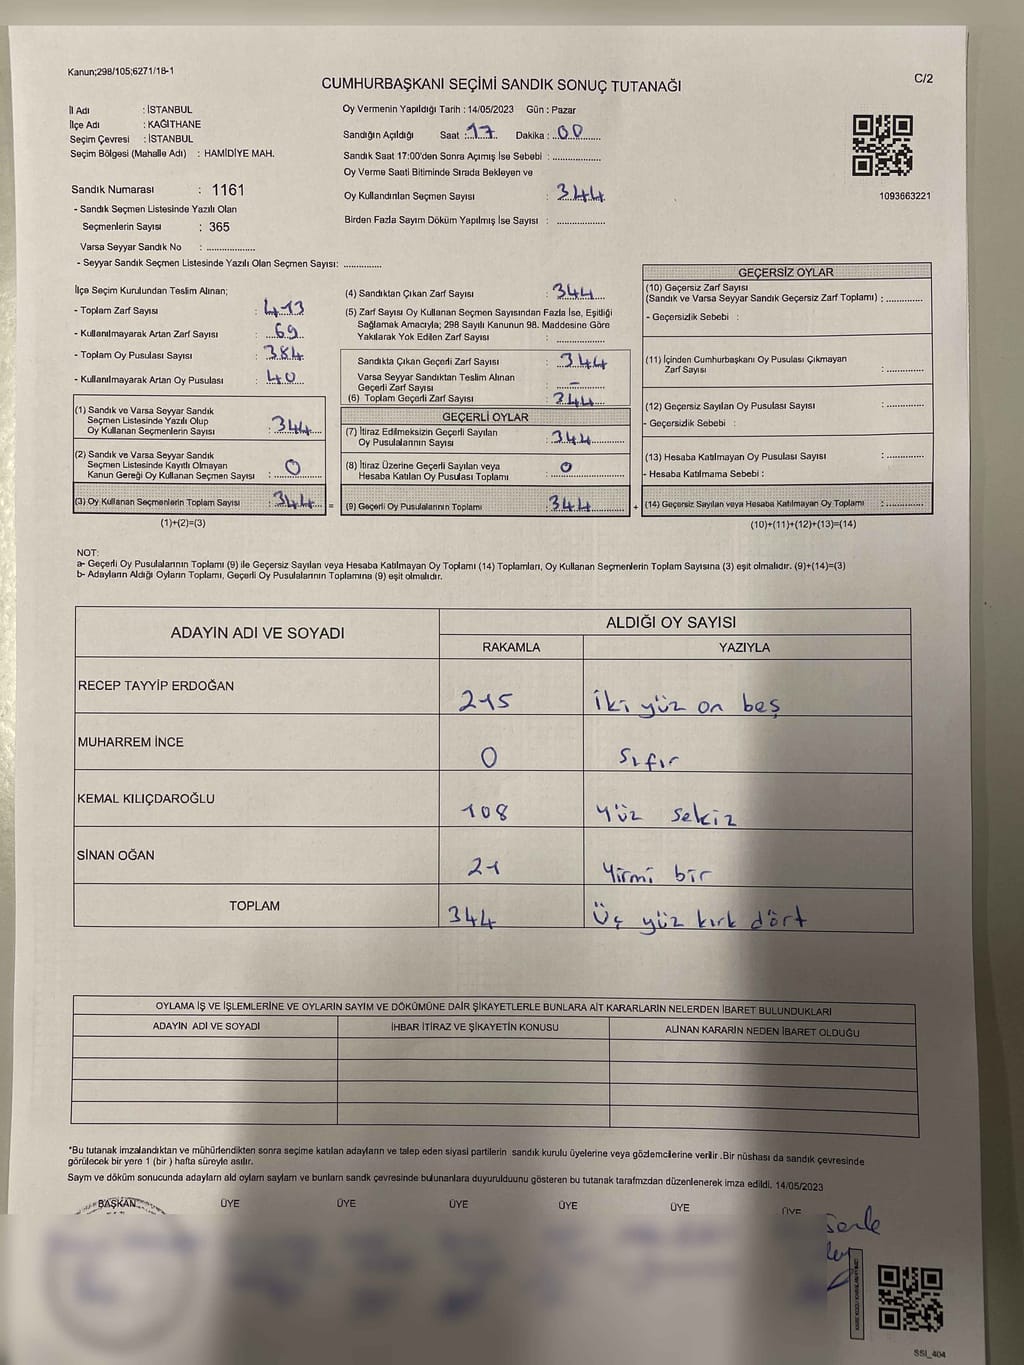 Kanun;298/105;6271/18-1
CUMHURBAŞKANI SEÇİMİ SANDIK SONUÇ TUTANAĞI
C/2
İl Adı : İSTANBUL
İlçe Adı : KAĞITHANE
Seçim Çevresi : İSTANBUL
Seçim Bölgesi (Mahalle Adı) : HAMİDİYE MAH.
Sandık Numarası : 1161
- Sandık Seçmen Listesinde Yazılı Olan
Seçmenlerin Sayısı : 365
Varsa Seyyar Sandık No : ..................
- Seyyar Sandık Seçmen Listesinde Yazılı Olan Seçmen Sayısı: ..............
Oy Vermenin Yapıldığı Tarih : 14/05/2023 Gün : Pazar
Sandığın Açıldığı Saat : 17 Dakika : 00
Sandık Saat 17:00'den Sonra Açımış İse Sebebi : ..................
Oy Verme Saati Bitiminde Sırada Bekleyen ve
Oy Kullandırılan Seçmen Sayısı : 344
Birden Fazla Sayım Döküm Yapılmış İse Sayısı : ..................
1093663221
İlçe Seçim Kurulundan Teslim Alınan;
- Toplam Zarf Sayısı : 413
- Kullanılmayarak Artan Zarf Sayısı : 69
- Toplam Oy Pusulası Sayısı : 384
- Kullanılmayarak Artan Oy Pusulası : 40
(1) Sandık ve Varsa Seyyar Sandık
Seçmen Listesinde Yazılı Olup
Oy Kullanan Seçmenlerin Sayısı : 344
(2) Sandık ve Varsa Seyyar Sandık
Seçmen Listesinde Kayıtlı Olmayan
Kanun Gereği Oy Kullanan Seçmen Sayısı : 0
(3) Oy Kullanan Seçmenlerin Toplam Sayısı : 344 =
(1)+(2)=(3)
(4) Sandıktan Çıkan Zarf Sayısı : 344
(5) Zarf Sayısı Oy Kullanan Seçmen Sayısından Fazla İse, Eşitliği
Sağlamak Amacıyla; 298 Sayılı Kanunun 98. Maddesine Göre
Yakılarak Yok Edilen Zarf Sayısı : ..................
Sandıkta Çıkan Geçerli Zarf Sayısı : 344
Varsa Seyyar Sandıktan Teslim Alınan
Geçerli Zarf Sayısı : -
(6) Toplam Geçerli Zarf Sayısı : 344
GEÇERLİ OYLAR
(7) İtiraz Edilmeksizin Geçerli Sayılan
Oy Pusulalarının Sayısı : 344
(8) İtiraz Üzerine Geçerli Sayılan veya
Hesaba Katılan Oy Pusulası Toplamı : 0
(9) Geçerli Oy Pusulalarının Toplamı : 344 +
GEÇERSİZ OYLAR
(10) Geçersiz Zarf Sayısı
(Sandık ve Varsa Seyyar Sandık Geçersiz Zarf Toplamı) : ..............
- Geçersizlik Sebebi :
(11) İçinden Cumhurbaşkanı Oy Pusulası Çıkmayan
Zarf Sayısı : ..............
(12) Geçersiz Sayılan Oy Pusulası Sayısı : ..............
- Geçersizlik Sebebi :
(13) Hesaba Katılmayan Oy Pusulası Sayısı : ..............
- Hesaba Katılmama Sebebi :
(14) Geçersiz Sayılan veya Hesaba Katılmayan Oy Toplamı : ..............
(10)+(11)+(12)+(13)=(14)
NOT:
a- Geçerli Oy Pusulalarının Toplamı (9) ile Geçersiz Sayılan veya Hesaba Katılmayan Oy Toplamı (14) Toplamları, Oy Kullanan Seçmenlerin Toplam Sayısına (3) eşit olmalıdır. (9)+(14)=(3)
b- Adayların Aldığı Oyların Toplamı, Geçerli Oy Pusulalarının Toplamına (9) eşit olmalıdır.
ADAYIN ADI VE SOYADI ALDIĞI OY SAYISI
RAKAMLA YAZIYLA
RECEP TAYYİP ERDOĞAN 215 İki yüz on beş
MUHARREM İNCE 0 Sıfır
KEMAL KILIÇDAROĞLU 108 Yüz sekiz
SİNAN OĞAN 21 Yirmi bir
TOPLAM 344 Üç yüz kırk dört
OYLAMA İŞ VE İŞLEMLERİNE VE OYLARIN SAYIM VE DÖKÜMÜNE DAİR ŞİKAYETLERLE BUNLARA AİT KARARLARIN NELERDEN İBARET BULUNDUKLARI
ADAYIN ADI VE SOYADI İHBAR İTİRAZ VE ŞİKAYETİN KONUSU ALINAN KARARIN NEDEN İBARET OLDUĞU
*Bu tutanak imzalandıktan ve mühürlendikten sonra seçime katılan adayların ve talep eden siyasi partilerin sandık kurulu üyelerine veya gözlemcilerine verilir .Bir nüshası da sandık çevresinde
görülecek bir yere 1 (bir ) hafta süreyle asılır.
Sayım ve döküm sonucunda adayların aldı oyların sayların ve bunların sandık çevresinde bulunanlara duyurulduunu gösteren bu tutanak tarafımzdan düzenlenerek imza edildi. 14/05/2023
BAŞKAN ÜYE ÜYE ÜYE ÜYE ÜYE ÜYE
SSI_404